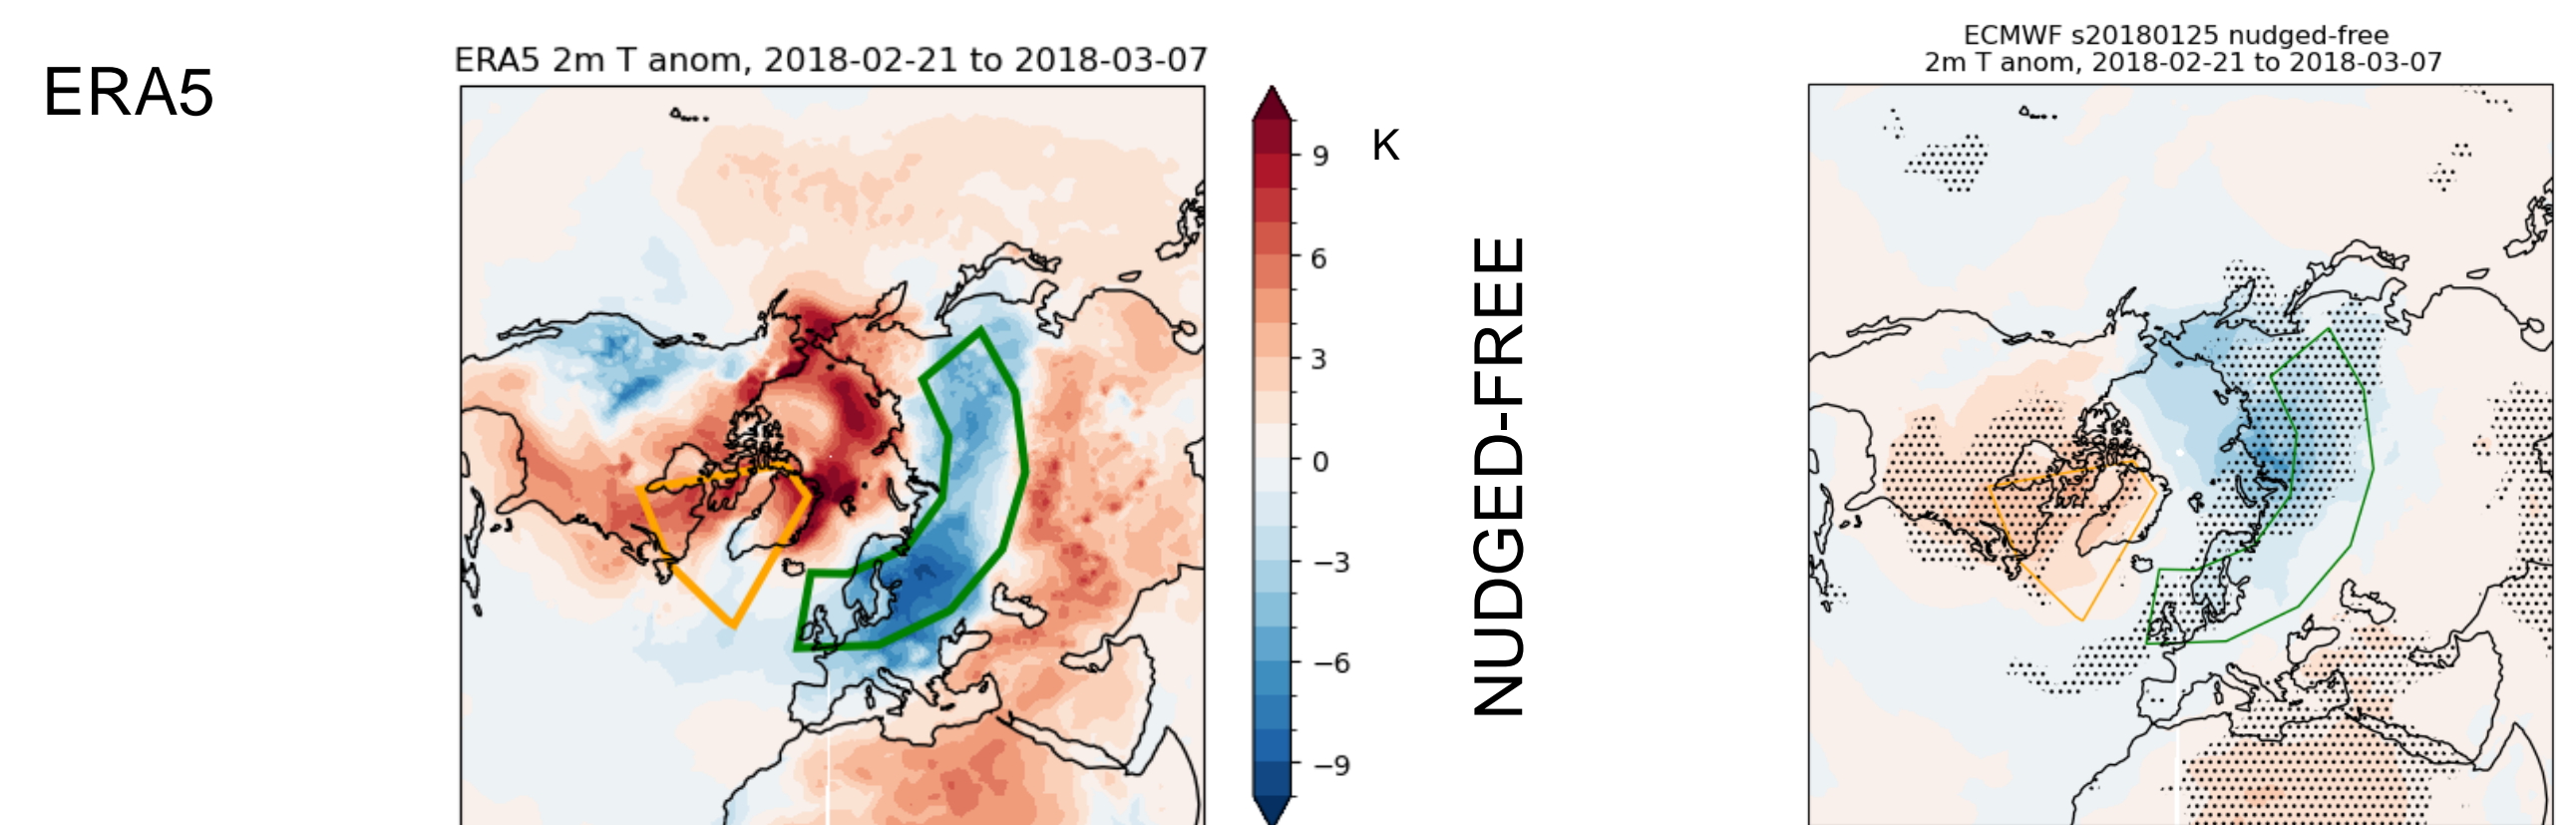 ERA5
ERA5 2m T anom, 2018-02-21 to 2018-03-07
9
6
3
0
−3
−6
−9
K
NUDGED-FREE
ECMWF s20180125 nudged-free
2m T anom, 2018-02-21 to 2018-03-07